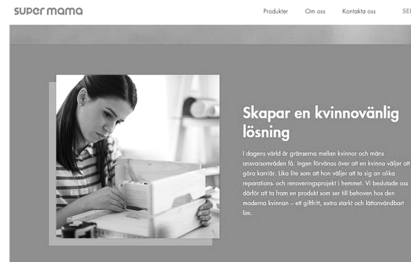 super mama
Produkter Om oss Kontakta oss SE
Skapar en kvinnovänlig
lösning
I dagens värld är gränserna mellan kvinnor och mäns
ansvarsområden få. Ingen förvånas över att en kvinna väljer att
göra karriär. Lika lite som att hon väljer att ta sig an olika
reparations- och renoveringsprojekt i hemmet. Vi beslutade oss
därför att ta fram en produkt som ser till behoven hos den
moderna kvinnan – ett giftfritt, extra starkt och lättanvändbart
lim.